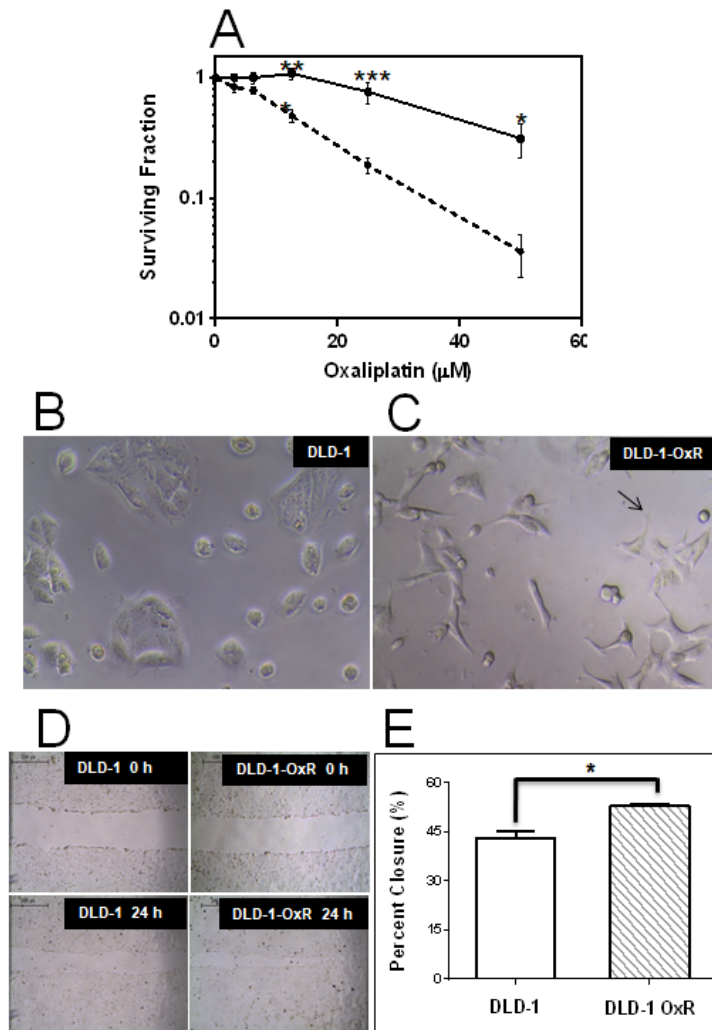 A
1
0.1
0.01
Surviving Fraction
**
***
*
*
0
20
40
60
Oxaliplatin (µM)
B
DLD-1
C
DLD-1-OxR
D
DLD-1 0 h
DLD-1-OxR 0 h
DLD-1 24 h
DLD-1-OxR 24 h
E
Percent Closure (%)
60
45
30
15
0
*
DLD-1
DLD-1 OxR